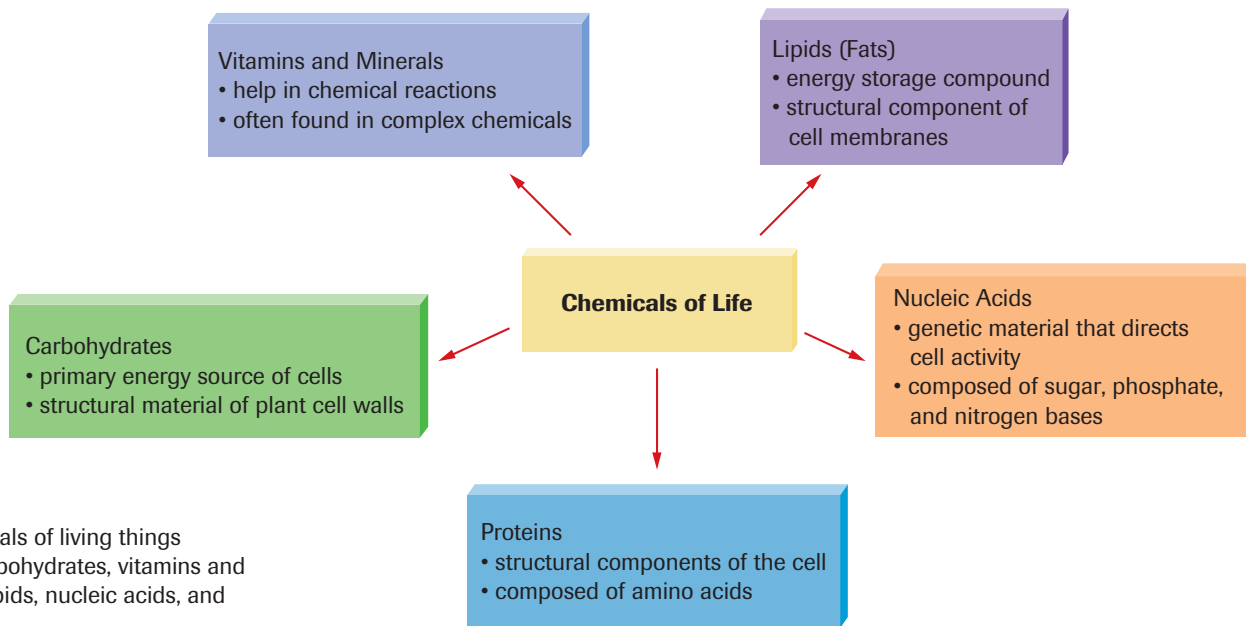 Vitamins and Minerals
• help in chemical reactions
• often found in complex chemicals
Lipids (Fats)
• energy storage compound
• structural component of
cell membranes
Chemicals of Life
Carbohydrates
• primary energy source of cells
• structural material of plant cell walls
Nucleic Acids
• genetic material that directs
cell activity
• composed of sugar, phosphate,
and nitrogen bases
Proteins
• structural components of the cell
• composed of amino acids
als of living things
bohydrates, vitamins and
ids, nucleic acids, and